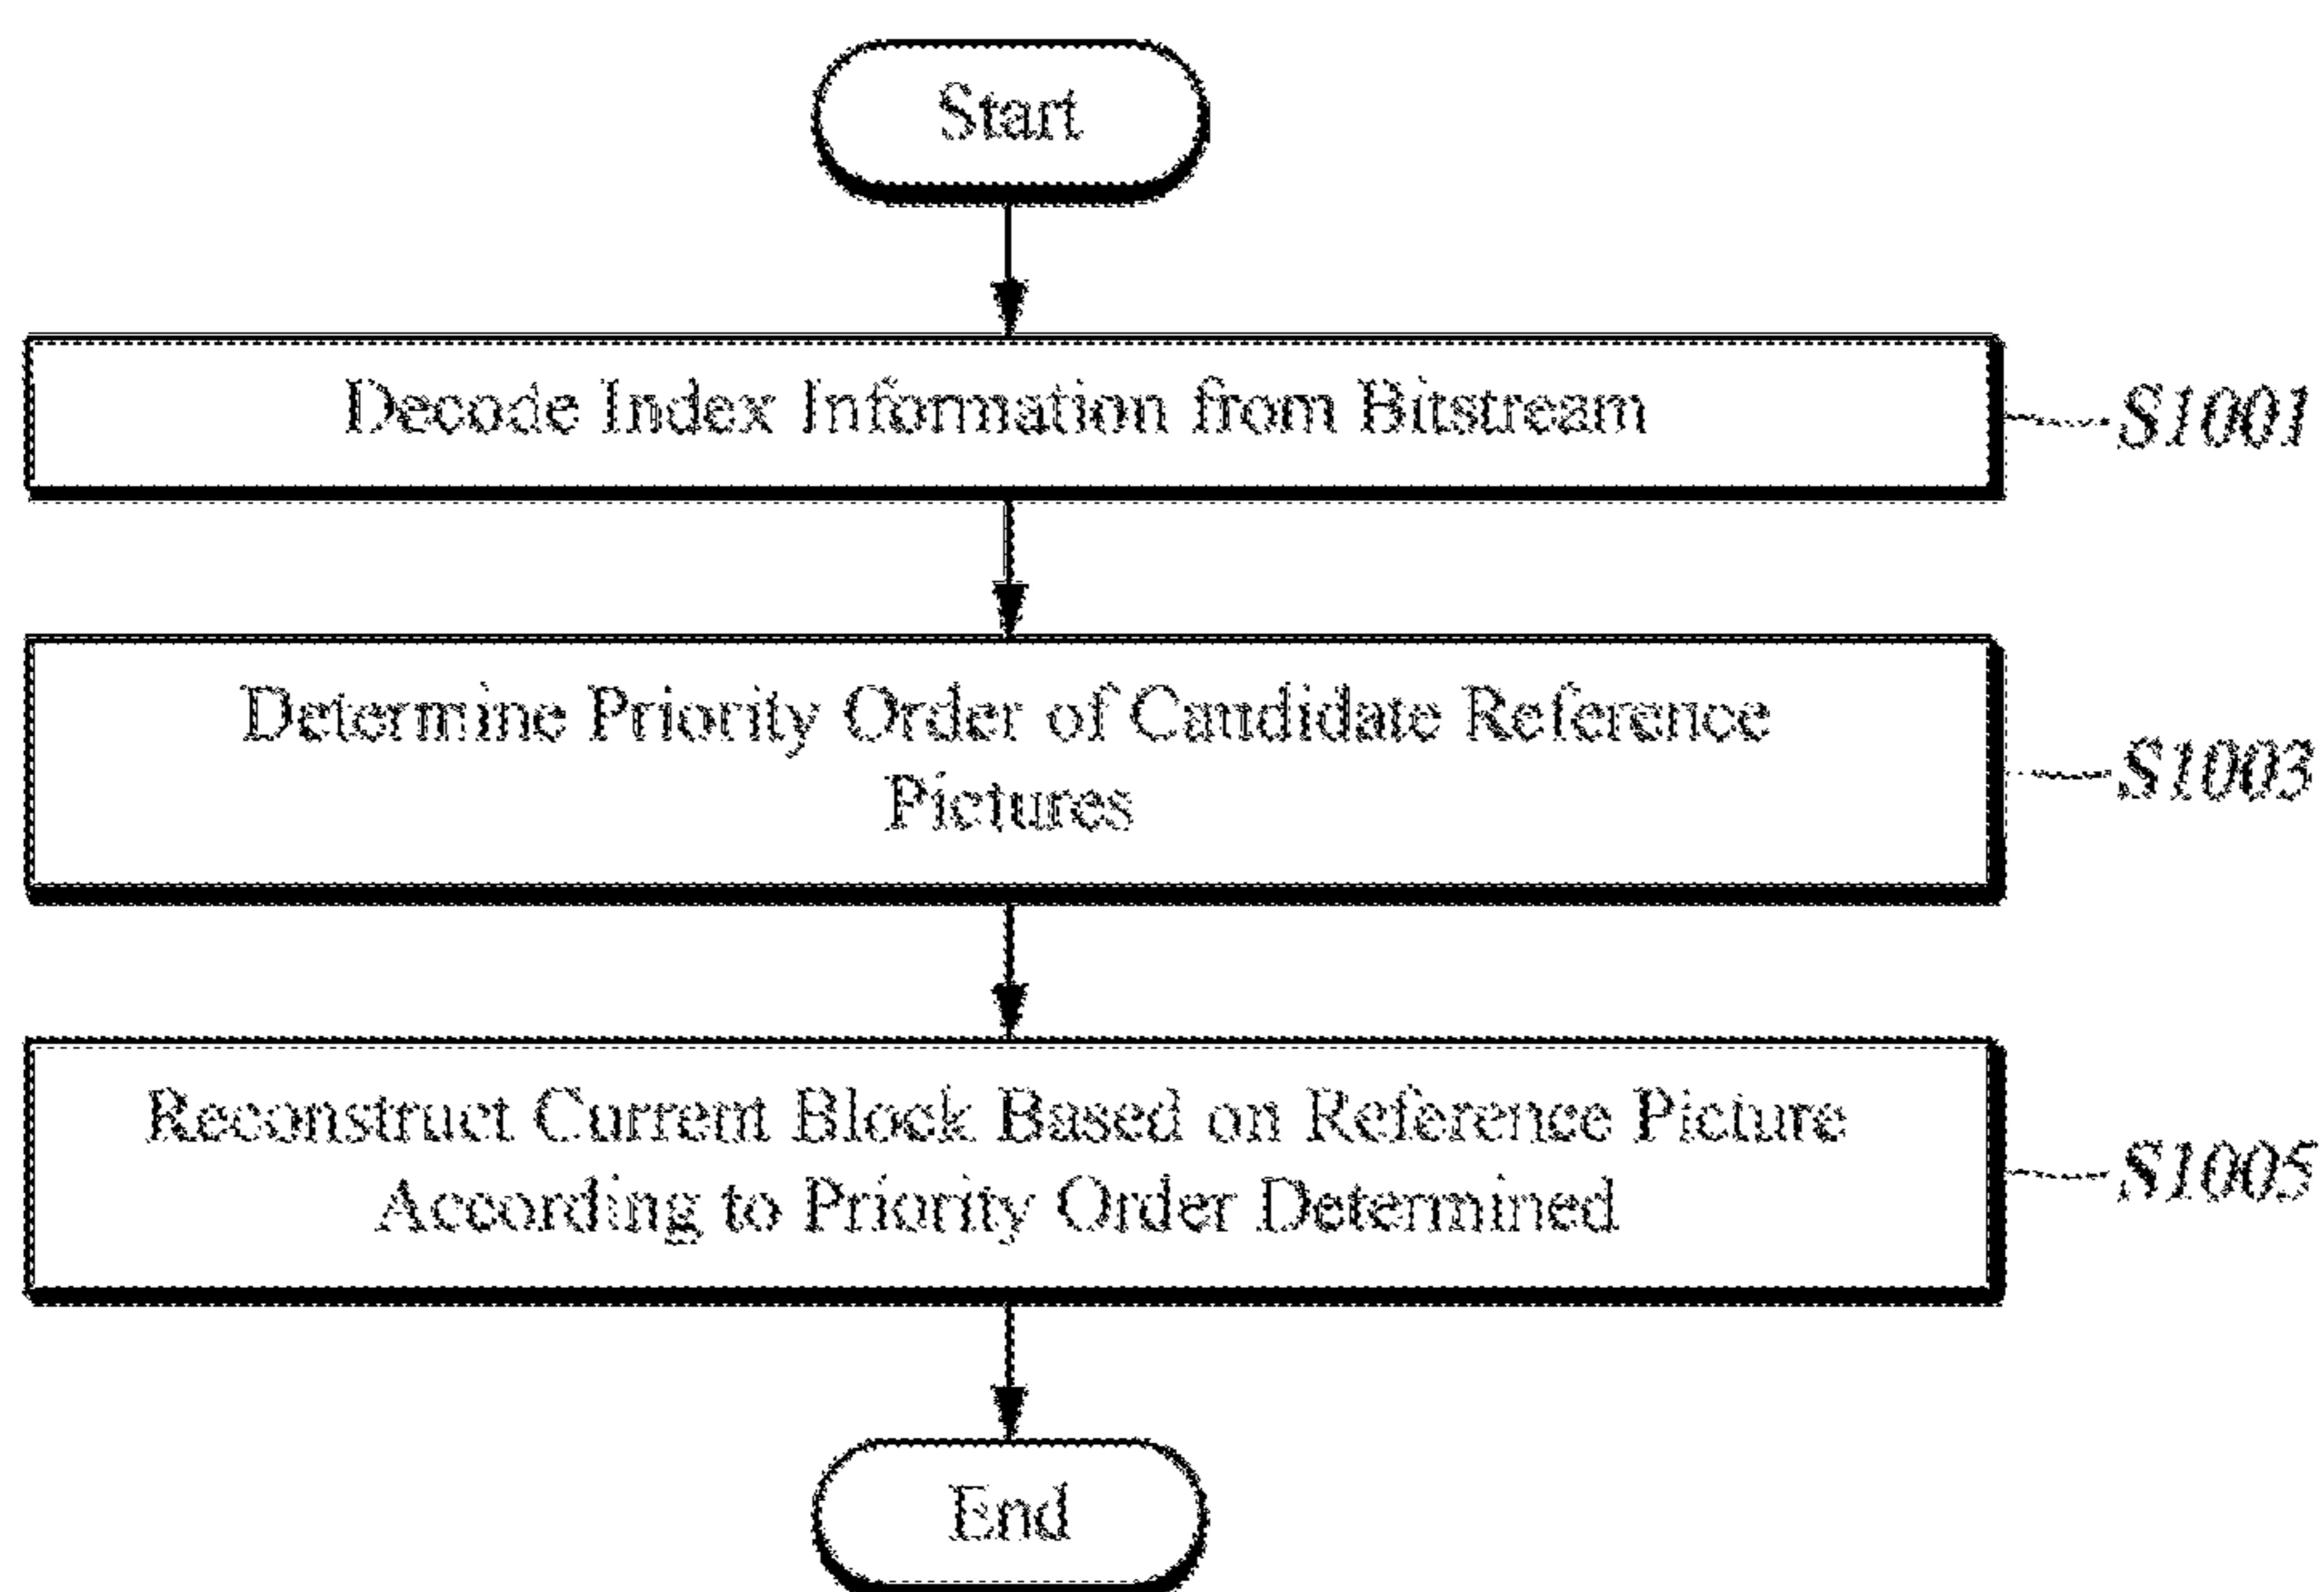 Start
Decode Index Information from Bitstream
S1001
Determine Priority Order of Candidate Reference
Pictures
S1003
Reconstruct Current Block Based on Reference Picture
According to Priority Order Determined
S1005
End